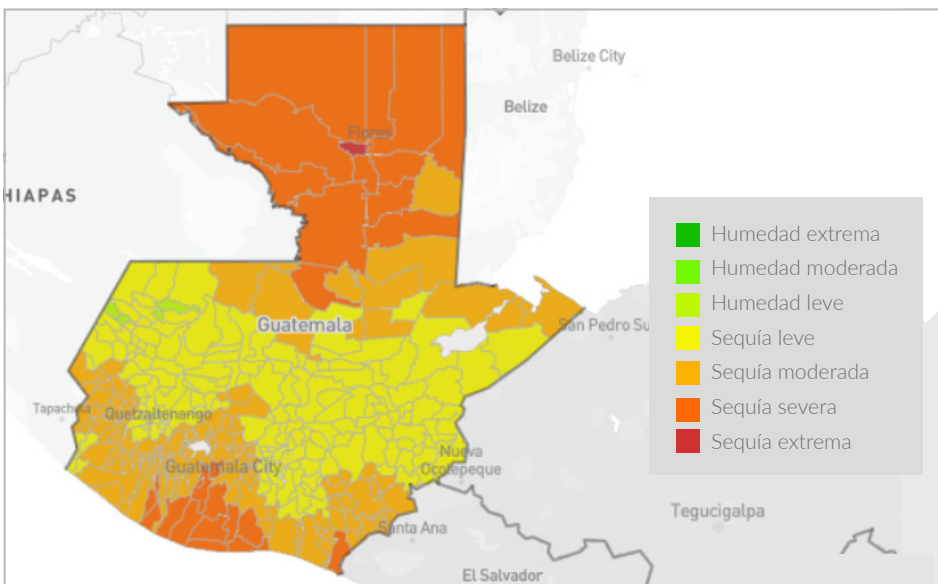 Belize City
Belize
Flores
HIAPAS
Humedad extrema
Humedad moderada
Humedad leve
Sequía leve
Sequía moderada
Sequía severa
Sequía extrema
Guatemala
San Pedro Su
Tapachula
Quetzaltenango
Guatemala City
Nueva
Ocotepeque
Tegucigalpa
Santa Ana
El Salvador